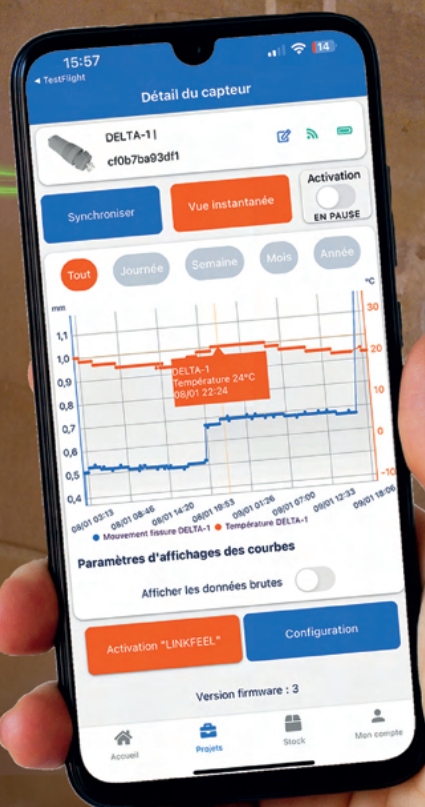 15:57
14
◄ TestFlight
Détail du capteur
DELTA-1 |
cf0b7ba93df1
Synchroniser
Vue instantanée
Activation
EN PAUSE
Tout
Journée
Semaine
Mois
Année
mm
°C
1,1
1,0
0,9
0,8
0,7
0,6
0,5
0,4
30
20
10
0
-10
DELTA-1
Température 24°C
08/01 22:24
08/01 03:13
08/01 08:46
08/01 14:20
08/01 19:53
09/01 01:26
09/01 07:00
09/01 12:33
09/01 18:06
Mouvement fissure DELTA-1
Température DELTA-1
Paramètres d'affichages des courbes
Afficher les données brutes
Activation "LINKFEEL"
Configuration
Version firmware : 3
Accueil
Projets
Stock
Mon compte